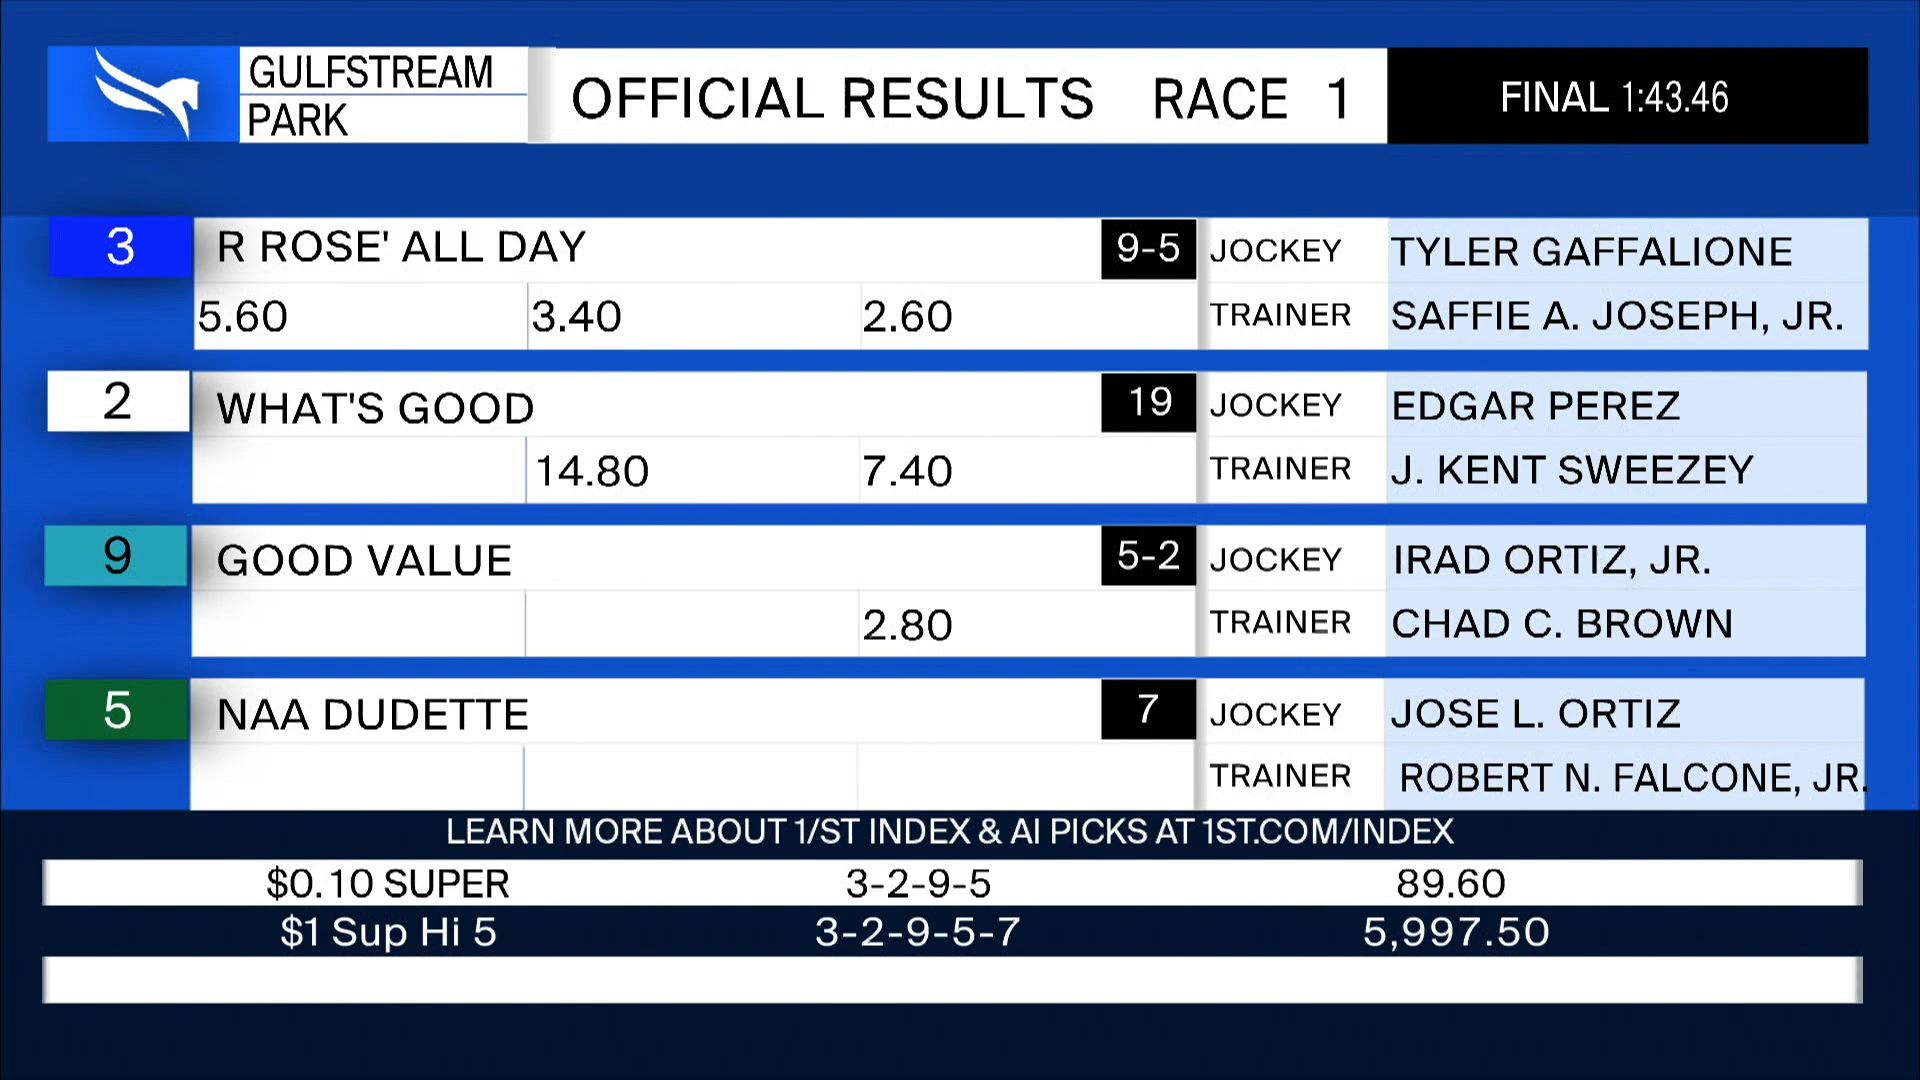 GULFSTREAM
PARK
OFFICIAL RESULTS RACE 1
FINAL 1:43.46
3 R ROSE' ALL DAY 9-5 JOCKEY TYLER GAFFALIONE
5.60 3.40 2.60 TRAINER SAFFIE A. JOSEPH, JR.
2 WHAT'S GOOD 19 JOCKEY EDGAR PEREZ
14.80 7.40 TRAINER J. KENT SWEEZEY
9 GOOD VALUE 5-2 JOCKEY IRAD ORTIZ, JR.
2.80 TRAINER CHAD C. BROWN
5 NAA DUDETTE 7 JOCKEY JOSE L. ORTIZ
TRAINER ROBERT N. FALCONE, JR.
LEARN MORE ABOUT 1/ST INDEX & AI PICKS AT 1ST.COM/INDEX
$0.10 SUPER 3-2-9-5 89.60
$1 Sup Hi 5 3-2-9-5-7 5,997.50